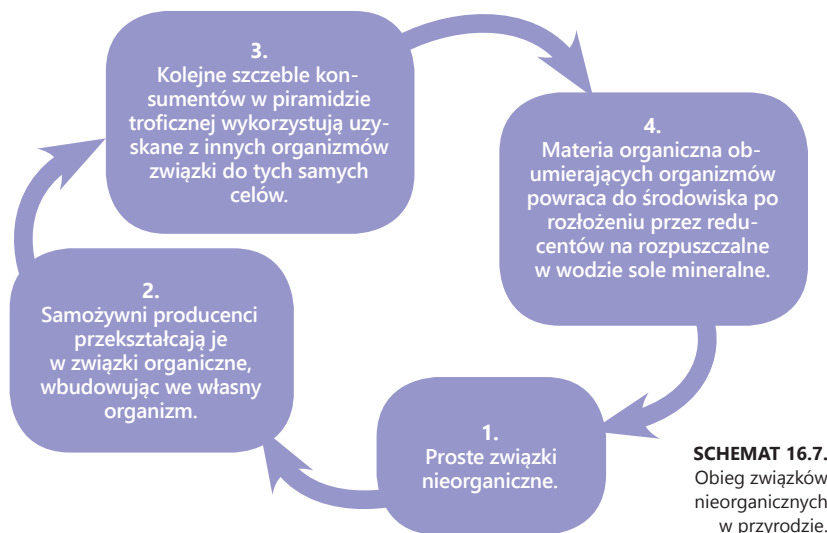 3.
Kolejne szczeble kon-
sumentów w piramidzie
troficznej wykorzystują uzy-
skane z innych organizmów
związki do tych samych
celów.
4.
Materia organiczna ob-
umierających organizmów
powraca do środowiska po
rozłożeniu przez redu-
centów na rozpuszczalne
w wodzie sole mineralne.
2.
Samożywni producenci
przekształcają je
w związki organiczne,
wbudowując we własny
organizm.
1.
Proste związki
nieorganiczne.
SCHEMAT 16.7.
Obieg związków
nieorganicznych
w przyrodzie.